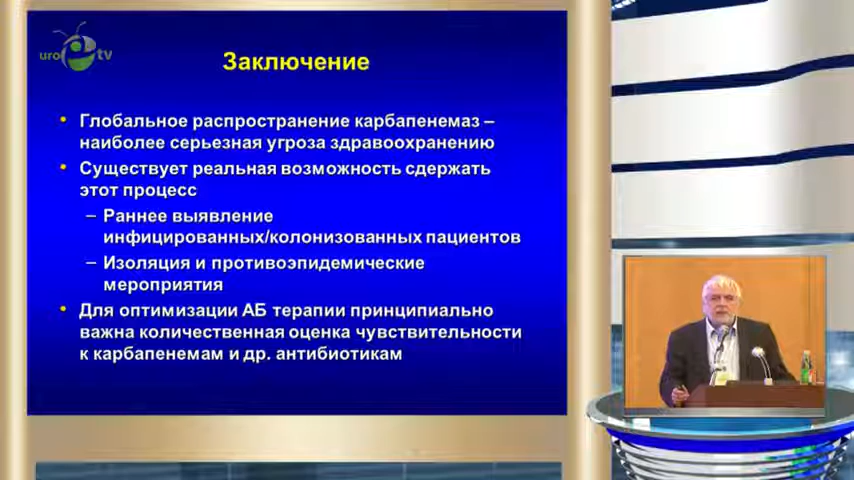 uro tv
Заключение
• Глобальное распространение карбапенемаз –
наиболее серьезная угроза здравоохранению
• Существует реальная возможность сдержать
этот процесс
– Раннее выявление
инфицированных/колонизованных пациентов
– Изоляция и противоэпидемические
мероприятия
• Для оптимизации АБ терапии принципиально
важна количественная оценка чувствительности
к карбапенемам и др. антибиотикам